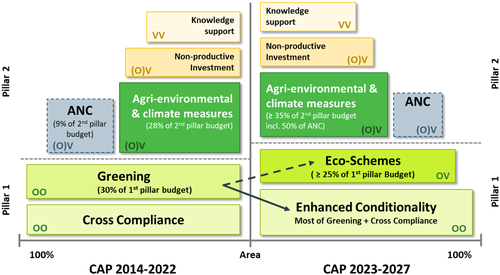 Pillar 2
Knowledge
support
VV
Non-productive
Investment
(O)V
ANC
(9% of 2nd pillar
budget)
(O)V
Agri-environmental
& climate measures
(28% of 2nd pillar budget)
(O)V
Pillar 1
Greening
(30% of 1st pillar budget)
OO
Cross Compliance
OO
100%
Area
CAP 2014-2022
Knowledge
support
VV
Non-productive
Investment
(O)V
Agri-environmental &
climate measures
(≥ 35% of 2nd pillar budget
incl. 50% of ANC)
(O)V
ANC
(O)V
Pillar 2
Eco-Schemes
( ≥ 25% of 1st pillar Budget)
OV
Enhanced Conditionality
Most of Greening + Cross Compliance
OO
Pillar 1
100%
CAP 2023-2027